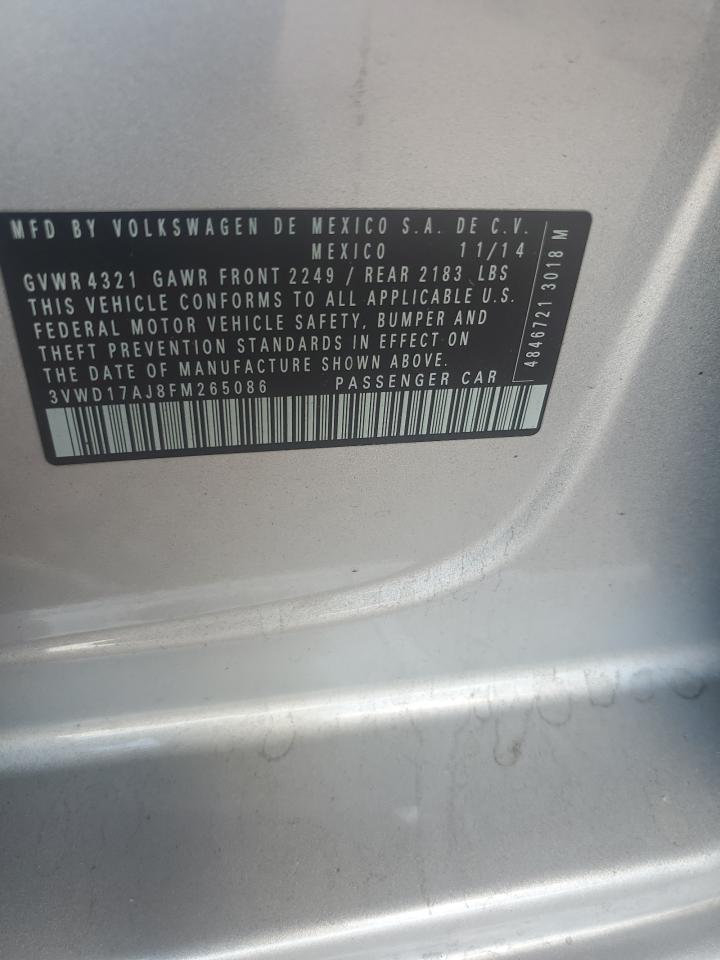 MFD BY VOLKSWAGEN DE MEXICO S.A. DE C.V.
MEXICO 11/14
GVWR 4321 GAWR FRONT 2249 / REAR 2183 LBS
THIS VEHICLE CONFORMS TO ALL APPLICABLE U.S.
FEDERAL MOTOR VEHICLE SAFETY, BUMPER AND
THEFT PREVENTION STANDARDS IN EFFECT ON
THE DATE OF MANUFACTURE SHOWN ABOVE.
3VWD17AJ8FM265086 PASSENGER CAR
4846721 3018 M